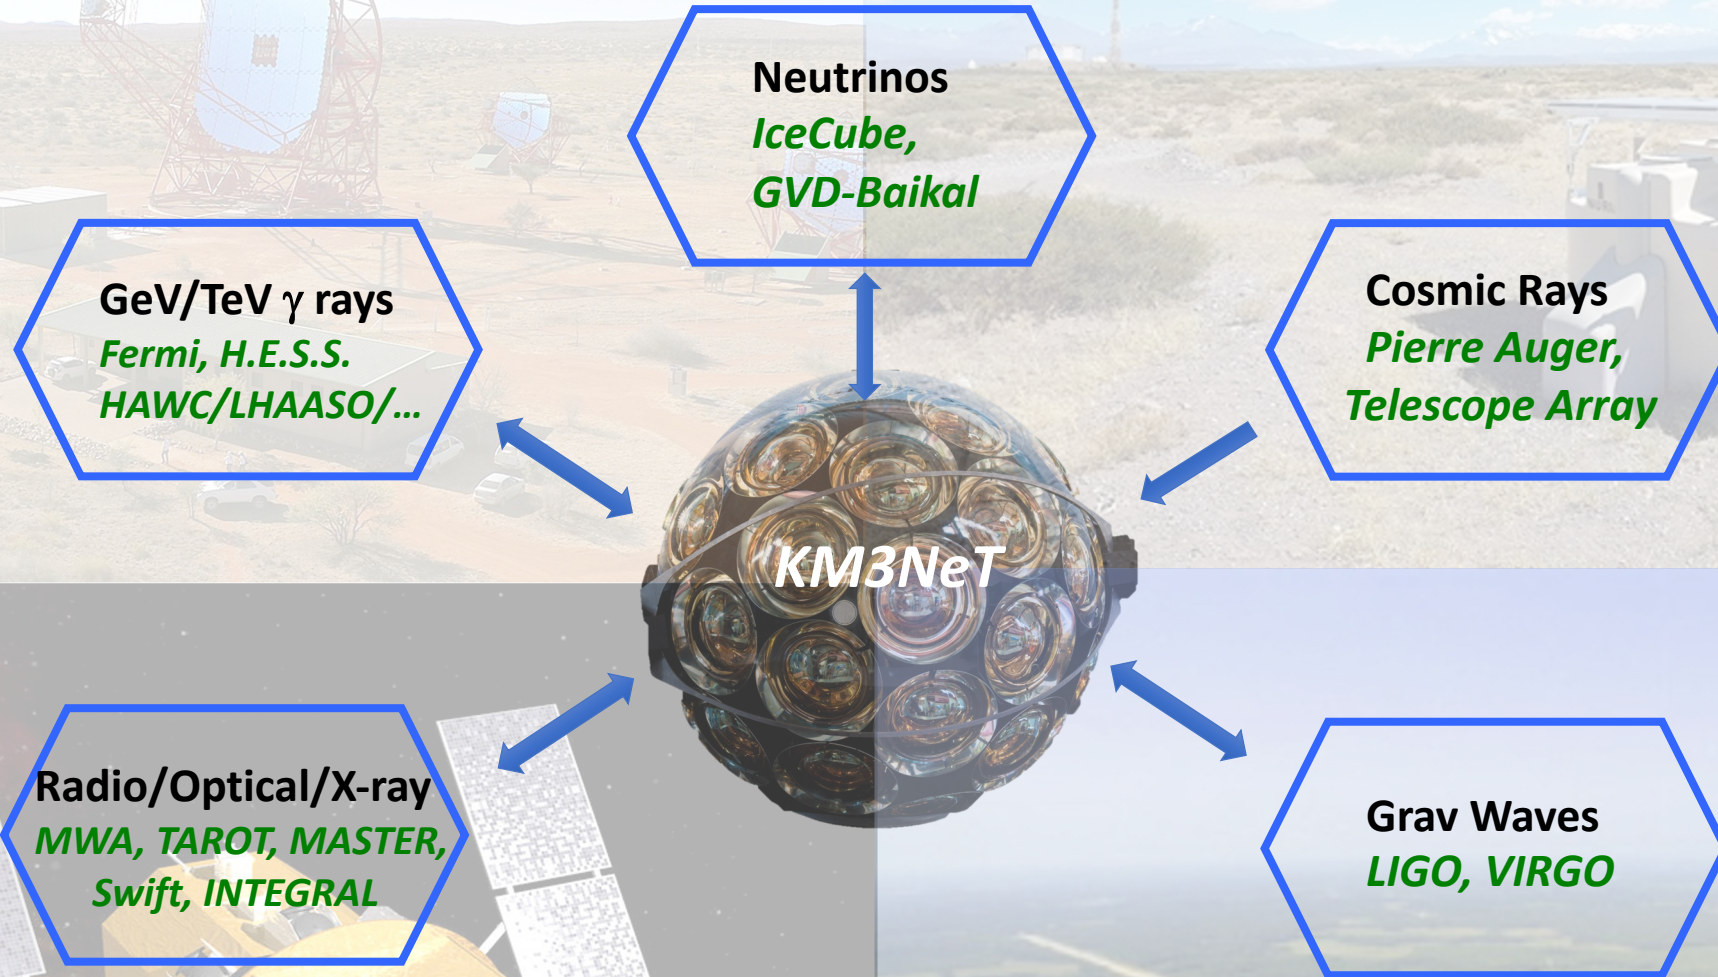 Neutrinos
IceCube,
GVD-Baikal
GeV/TeV γ rays
Fermi, H.E.S.S.
HAWC/LHAASO/...
Cosmic Rays
Pierre Auger,
Telescope Array
KM3NeT
Radio/Optical/X-ray
MWA, TAROT, MASTER,
Swift, INTEGRAL
Grav Waves
LIGO, VIRGO